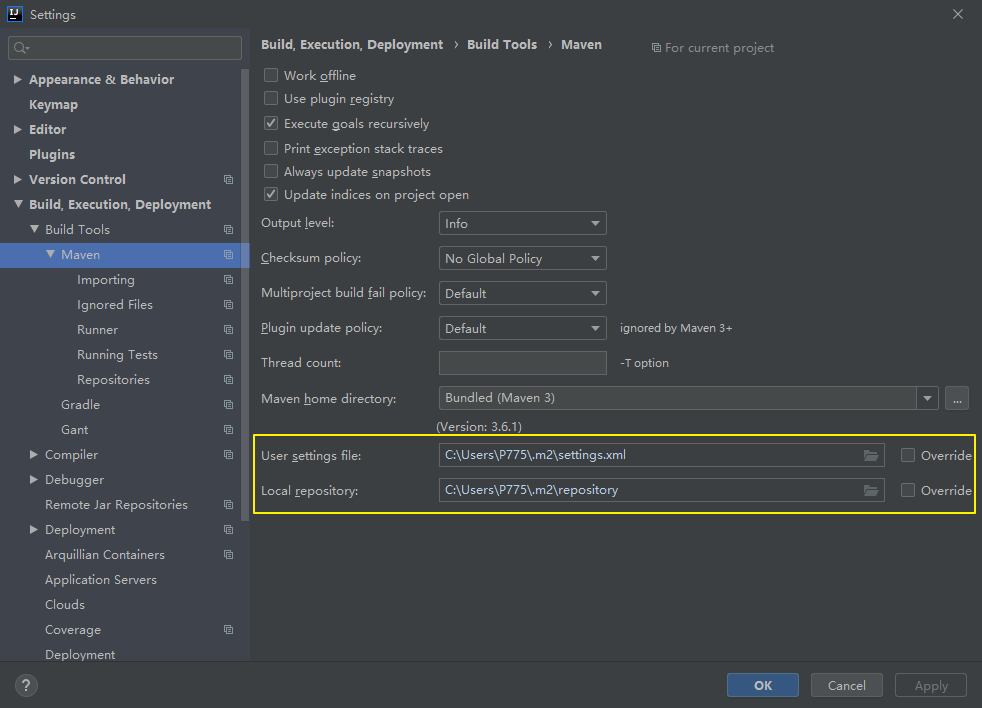 Settings
Appearance & Behavior
Keymap
Editor
Plugins
Version Control
Build, Execution, Deployment
Build Tools
Maven
Importing
Ignored Files
Runner
Running Tests
Repositories
Gradle
Gant
Compiler
Debugger
Remote Jar Repositories
Deployment
Arquillian Containers
Application Servers
Clouds
Coverage
Deployment
Build, Execution, Deployment › Build Tools › Maven For current project
Work offline
Use plugin registry
Execute goals recursively
Print exception stack traces
Always update snapshots
Update indices on project open
Output level: Info
Checksum policy: No Global Policy
Multiproject build fail policy: Default
Plugin update policy: Default ignored by Maven 3+
Thread count: -T option
Maven home directory: Bundled (Maven 3) ...
(Version: 3.6.1)
User settings file: C:\Users\P775\.m2\settings.xml Override
Local repository: C:\Users\P775\.m2\repository Override
? OK Cancel Apply